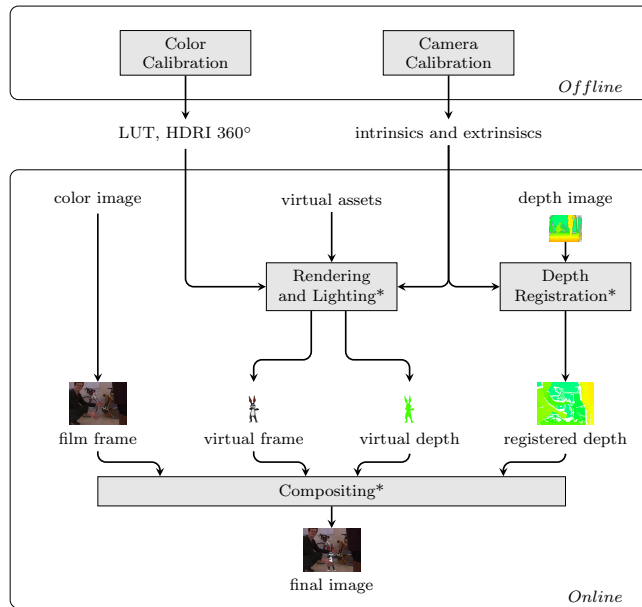 Color
Calibration
Camera
Calibration
Offline
LUT, HDRI 360°
intrinsics and extrinsiscs
color image
virtual assets
depth image
Rendering
and Lighting*
Depth
Registration*
film frame
virtual frame
virtual depth
registered depth
Compositing*
final image
Online